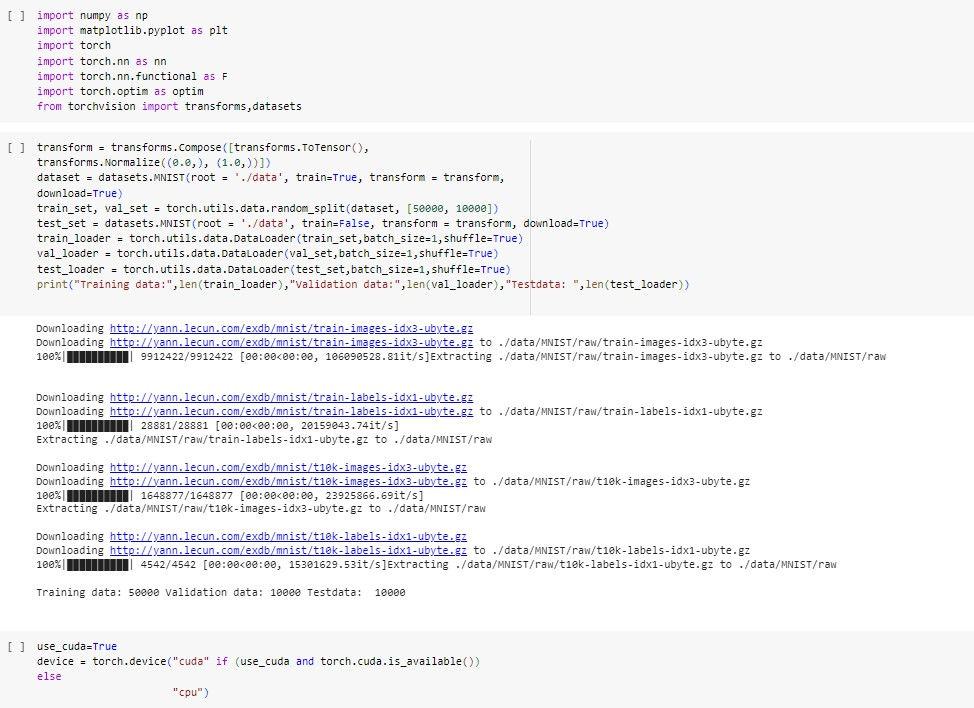 [ ] import numpy as np
import matplotlib.pyplot as plt
import torch
import torch.nn as nn
import torch.nn.functional as F
import torch.optim as optim
from torchvision import transforms,datasets
[ ] transform = transforms.Compose([transforms.ToTensor(),
transforms.Normalize((0.0,), (1.0,))])
dataset = datasets.MNIST(root = './data', train=True, transform = transform,
download=True)
train_set, val_set = torch.utils.data.random_split(dataset, [50000, 10000])
test_set = datasets.MNIST(root = './data', train=False, transform = transform, download=True)
train_loader = torch.utils.data.DataLoader(train_set,batch_size=1,shuffle=True)
val_loader = torch.utils.data.DataLoader(val_set,batch_size=1,shuffle=True)
test_loader = torch.utils.data.DataLoader(test_set,batch_size=1,shuffle=True)
print("Training data:",len(train_loader),"Validation data:",len(val_loader),"Testdata: ",len(test_loader))
Downloading http://yann.lecun.com/exdb/mnist/train-images-idx3-ubyte.gz
Downloading http://yann.lecun.com/exdb/mnist/train-images-idx3-ubyte.gz to ./data/MNIST/raw/train-images-idx3-ubyte.gz
100%|██████████| 9912422/9912422 [00:00<00:00, 106090528.81it/s]Extracting ./data/MNIST/raw/train-images-idx3-ubyte.gz to ./data/MNIST/raw
Downloading http://yann.lecun.com/exdb/mnist/train-labels-idx1-ubyte.gz
Downloading http://yann.lecun.com/exdb/mnist/train-labels-idx1-ubyte.gz to ./data/MNIST/raw/train-labels-idx1-ubyte.gz
100%|██████████| 28881/28881 [00:00<00:00, 20159043.74it/s]
Extracting ./data/MNIST/raw/train-labels-idx1-ubyte.gz to ./data/MNIST/raw
Downloading http://yann.lecun.com/exdb/mnist/t10k-images-idx3-ubyte.gz
Downloading http://yann.lecun.com/exdb/mnist/t10k-images-idx3-ubyte.gz to ./data/MNIST/raw/t10k-images-idx3-ubyte.gz
100%|██████████| 1648877/1648877 [00:00<00:00, 23925866.69it/s]
Extracting ./data/MNIST/raw/t10k-images-idx3-ubyte.gz to ./data/MNIST/raw
Downloading http://yann.lecun.com/exdb/mnist/t10k-labels-idx1-ubyte.gz
Downloading http://yann.lecun.com/exdb/mnist/t10k-labels-idx1-ubyte.gz to ./data/MNIST/raw/t10k-labels-idx1-ubyte.gz
100%|██████████| 4542/4542 [00:00<00:00, 15301629.53it/s]Extracting ./data/MNIST/raw/t10k-labels-idx1-ubyte.gz to ./data/MNIST/raw
Training data: 50000 Validation data: 10000 Testdata:  10000
[ ] use_cuda=True
device = torch.device("cuda" if (use_cuda and torch.cuda.is_available())
else
"cpu")